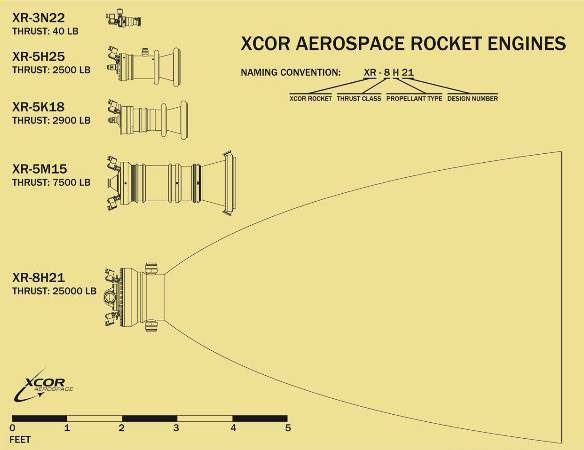 XCOR AEROSPACE ROCKET ENGINES
NAMING CONVENTION: XR - 8 H 21
XCOR ROCKET THRUST CLASS PROPELLANT TYPE DESIGN NUMBER
XR-3N22
THRUST: 40 LB
XR-5H25
THRUST: 2500 LB
XR-5K18
THRUST: 2900 LB
XR-5M15
THRUST: 7500 LB
XR-8H21
THRUST: 25000 LB
XCOR
AEROSPACE
0 1 2 3 4 5
FEET